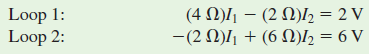 Loop 1: (4 Ω)I₁ − (2 Ω)I₂ = 2 V
Loop 2: −(2 Ω)I₁ + (6 Ω)I₂ = 6 V